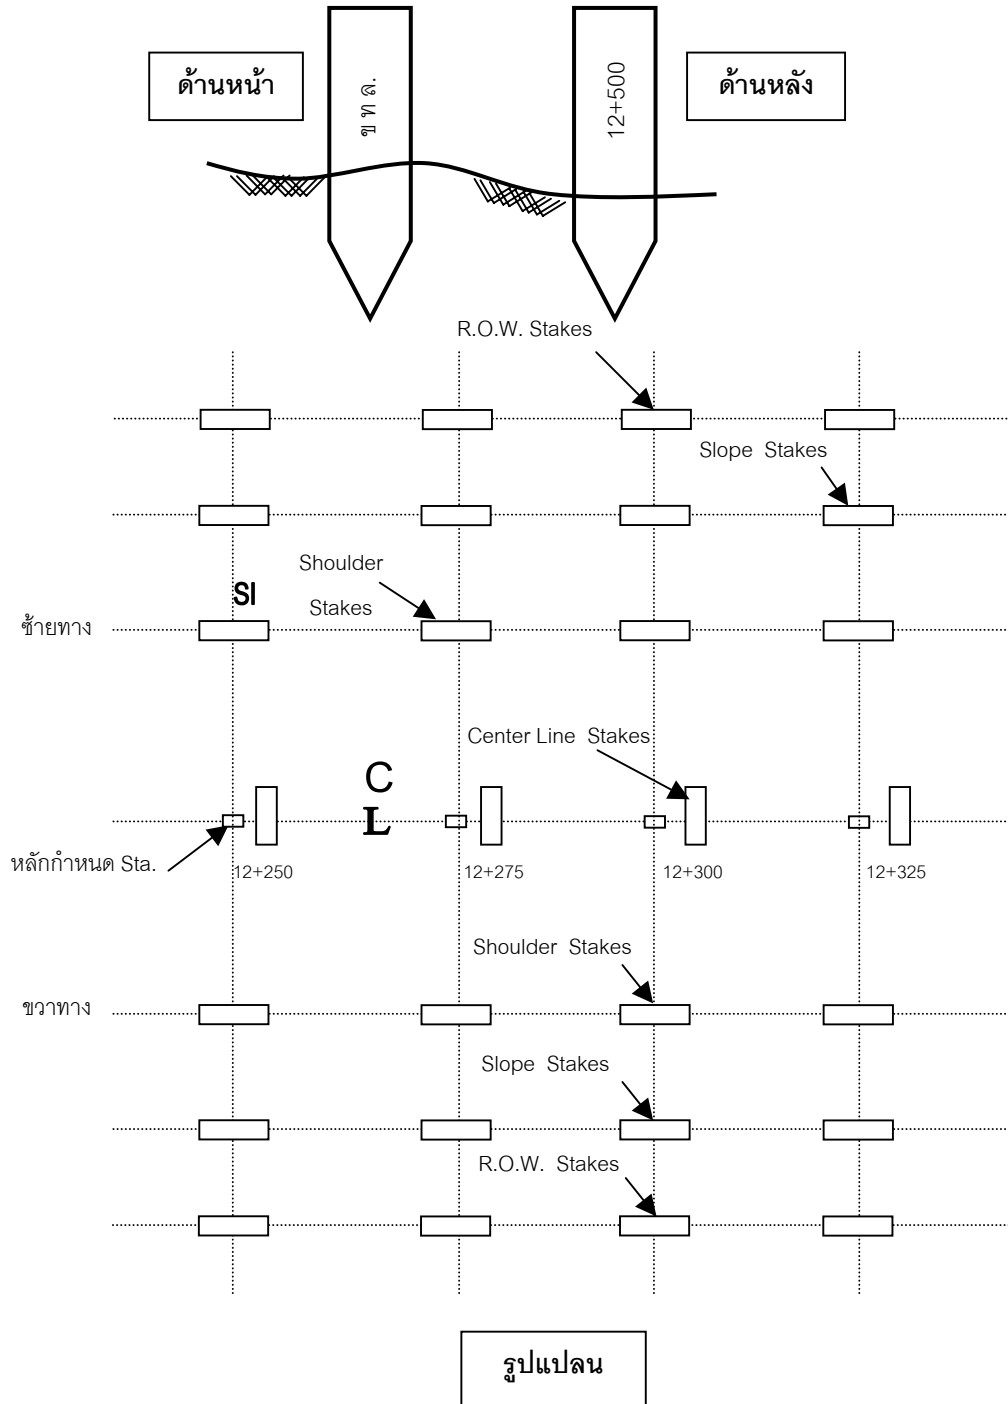 ด้านหน้า
ข ท ล.
12+500
ด้านหลัง
R.O.W. Stakes
Slope Stakes
Shoulder
Stakes
Sl
ซ้ายทาง
Center Line Stakes
C
L
หลักกำหนด Sta.
12+250
12+275
12+300
12+325
Shoulder Stakes
ขวาทาง
Slope Stakes
R.O.W. Stakes
รูปแปลน